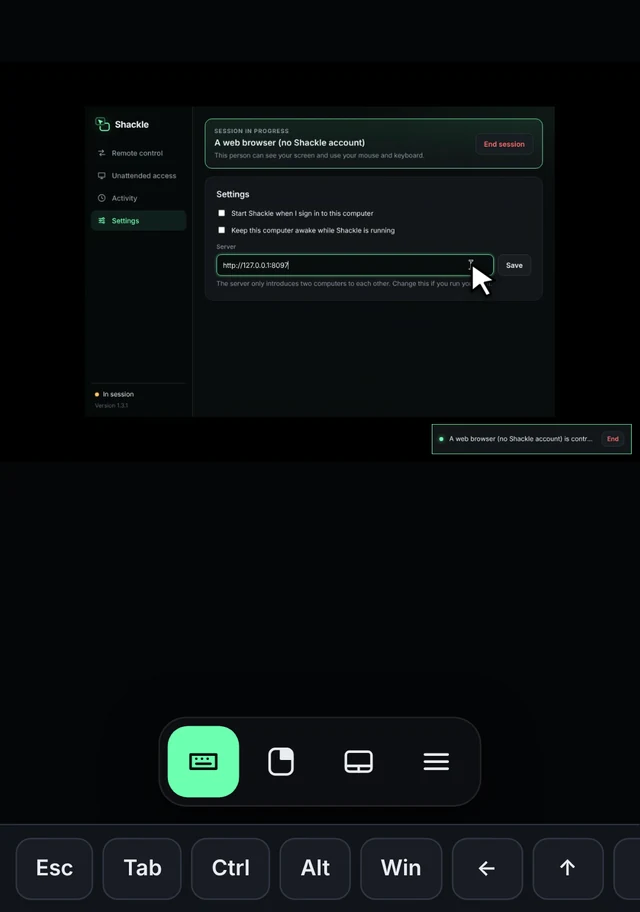 Shackle
Remote control
Unattended access
Activity
Settings
In session
Version 1.3.1
SESSION IN PROGRESS
A web browser (no Shackle account)
This person can see your screen and use your mouse and keyboard.
End session
Settings
Start Shackle when I sign in to this computer
Keep this computer awake while Shackle is running
Server
http://127.0.0.1:8097
Save
The server only introduces two computers to each other. Change this if you run
A web browser (no Shackle account) is contr...
End
Esc Tab Ctrl Alt Win ← ↑